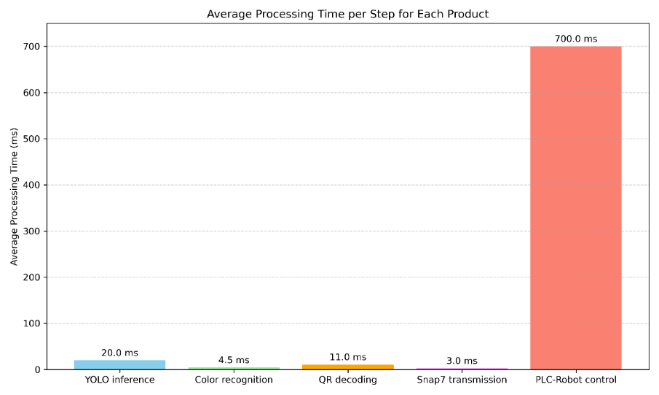 Average Processing Time per Step for Each Product
Average Processing Time (ms)
700
600
500
400
300
200
100
0
20.0 ms
4.5 ms
11.0 ms
3.0 ms
700.0 ms
YOLO inference
Color recognition
QR decoding
Snap7 transmission
PLC-Robot control